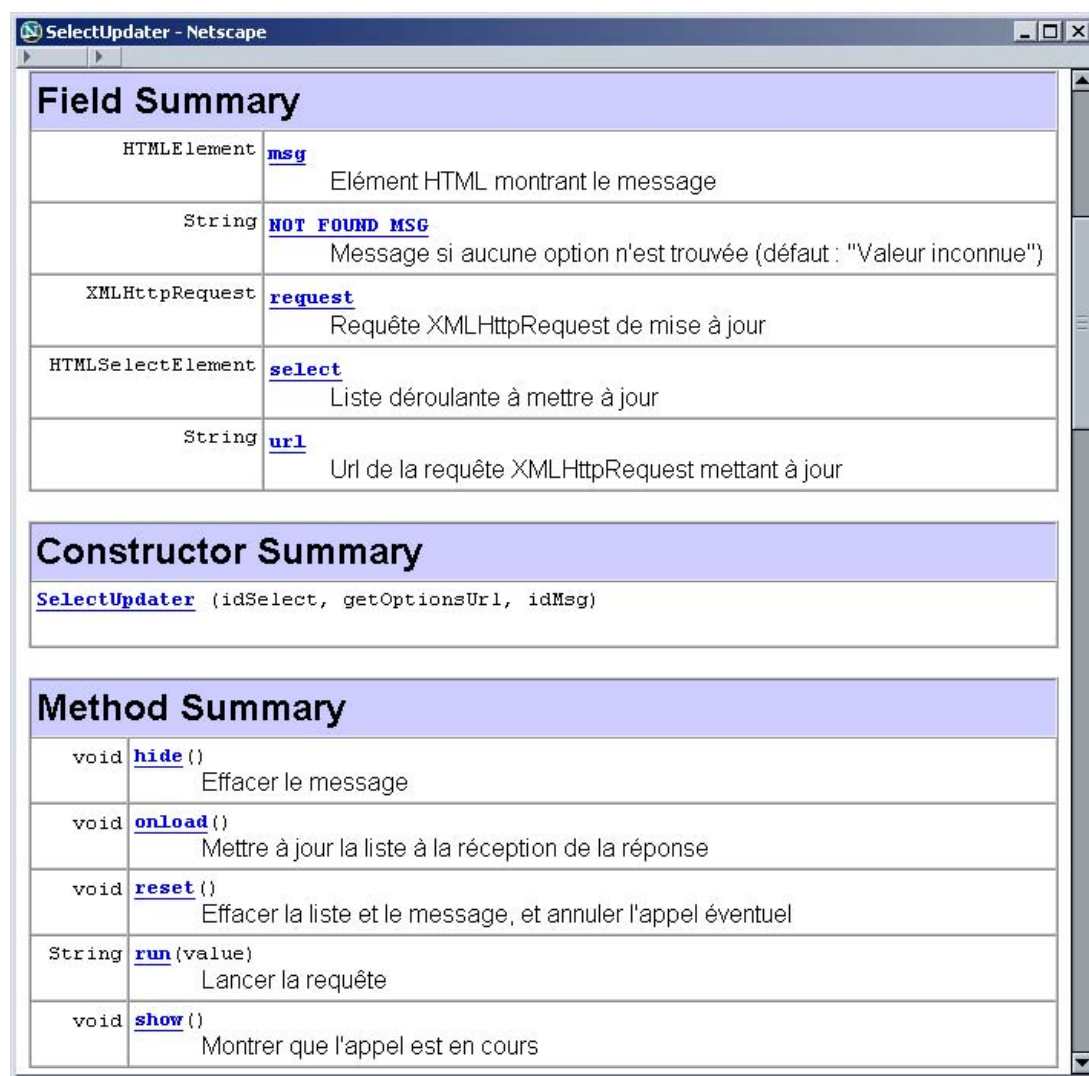 SelectUpdater - Netscape
Field Summary
HTMLElement msg
Elément HTML montrant le message
String NOT_FOUND_MSG
Message si aucune option n'est trouvée (défaut : "Valeur inconnue")
XMLHttpRequest request
Requête XMLHttpRequest de mise à jour
HTMLSelectElement select
Liste déroulante à mettre à jour
String url
Url de la requête XMLHttpRequest mettant à jour
Constructor Summary
SelectUpdater (idSelect, getOptionsUrl, idMsg)
Method Summary
void hide()
Effacer le message
void onload()
Mettre à jour la liste à la réception de la réponse
void reset()
Effacer la liste et le message, et annuler l'appel éventuel
String run(value)
Lancer la requête
void show()
Montrer que l'appel est en cours